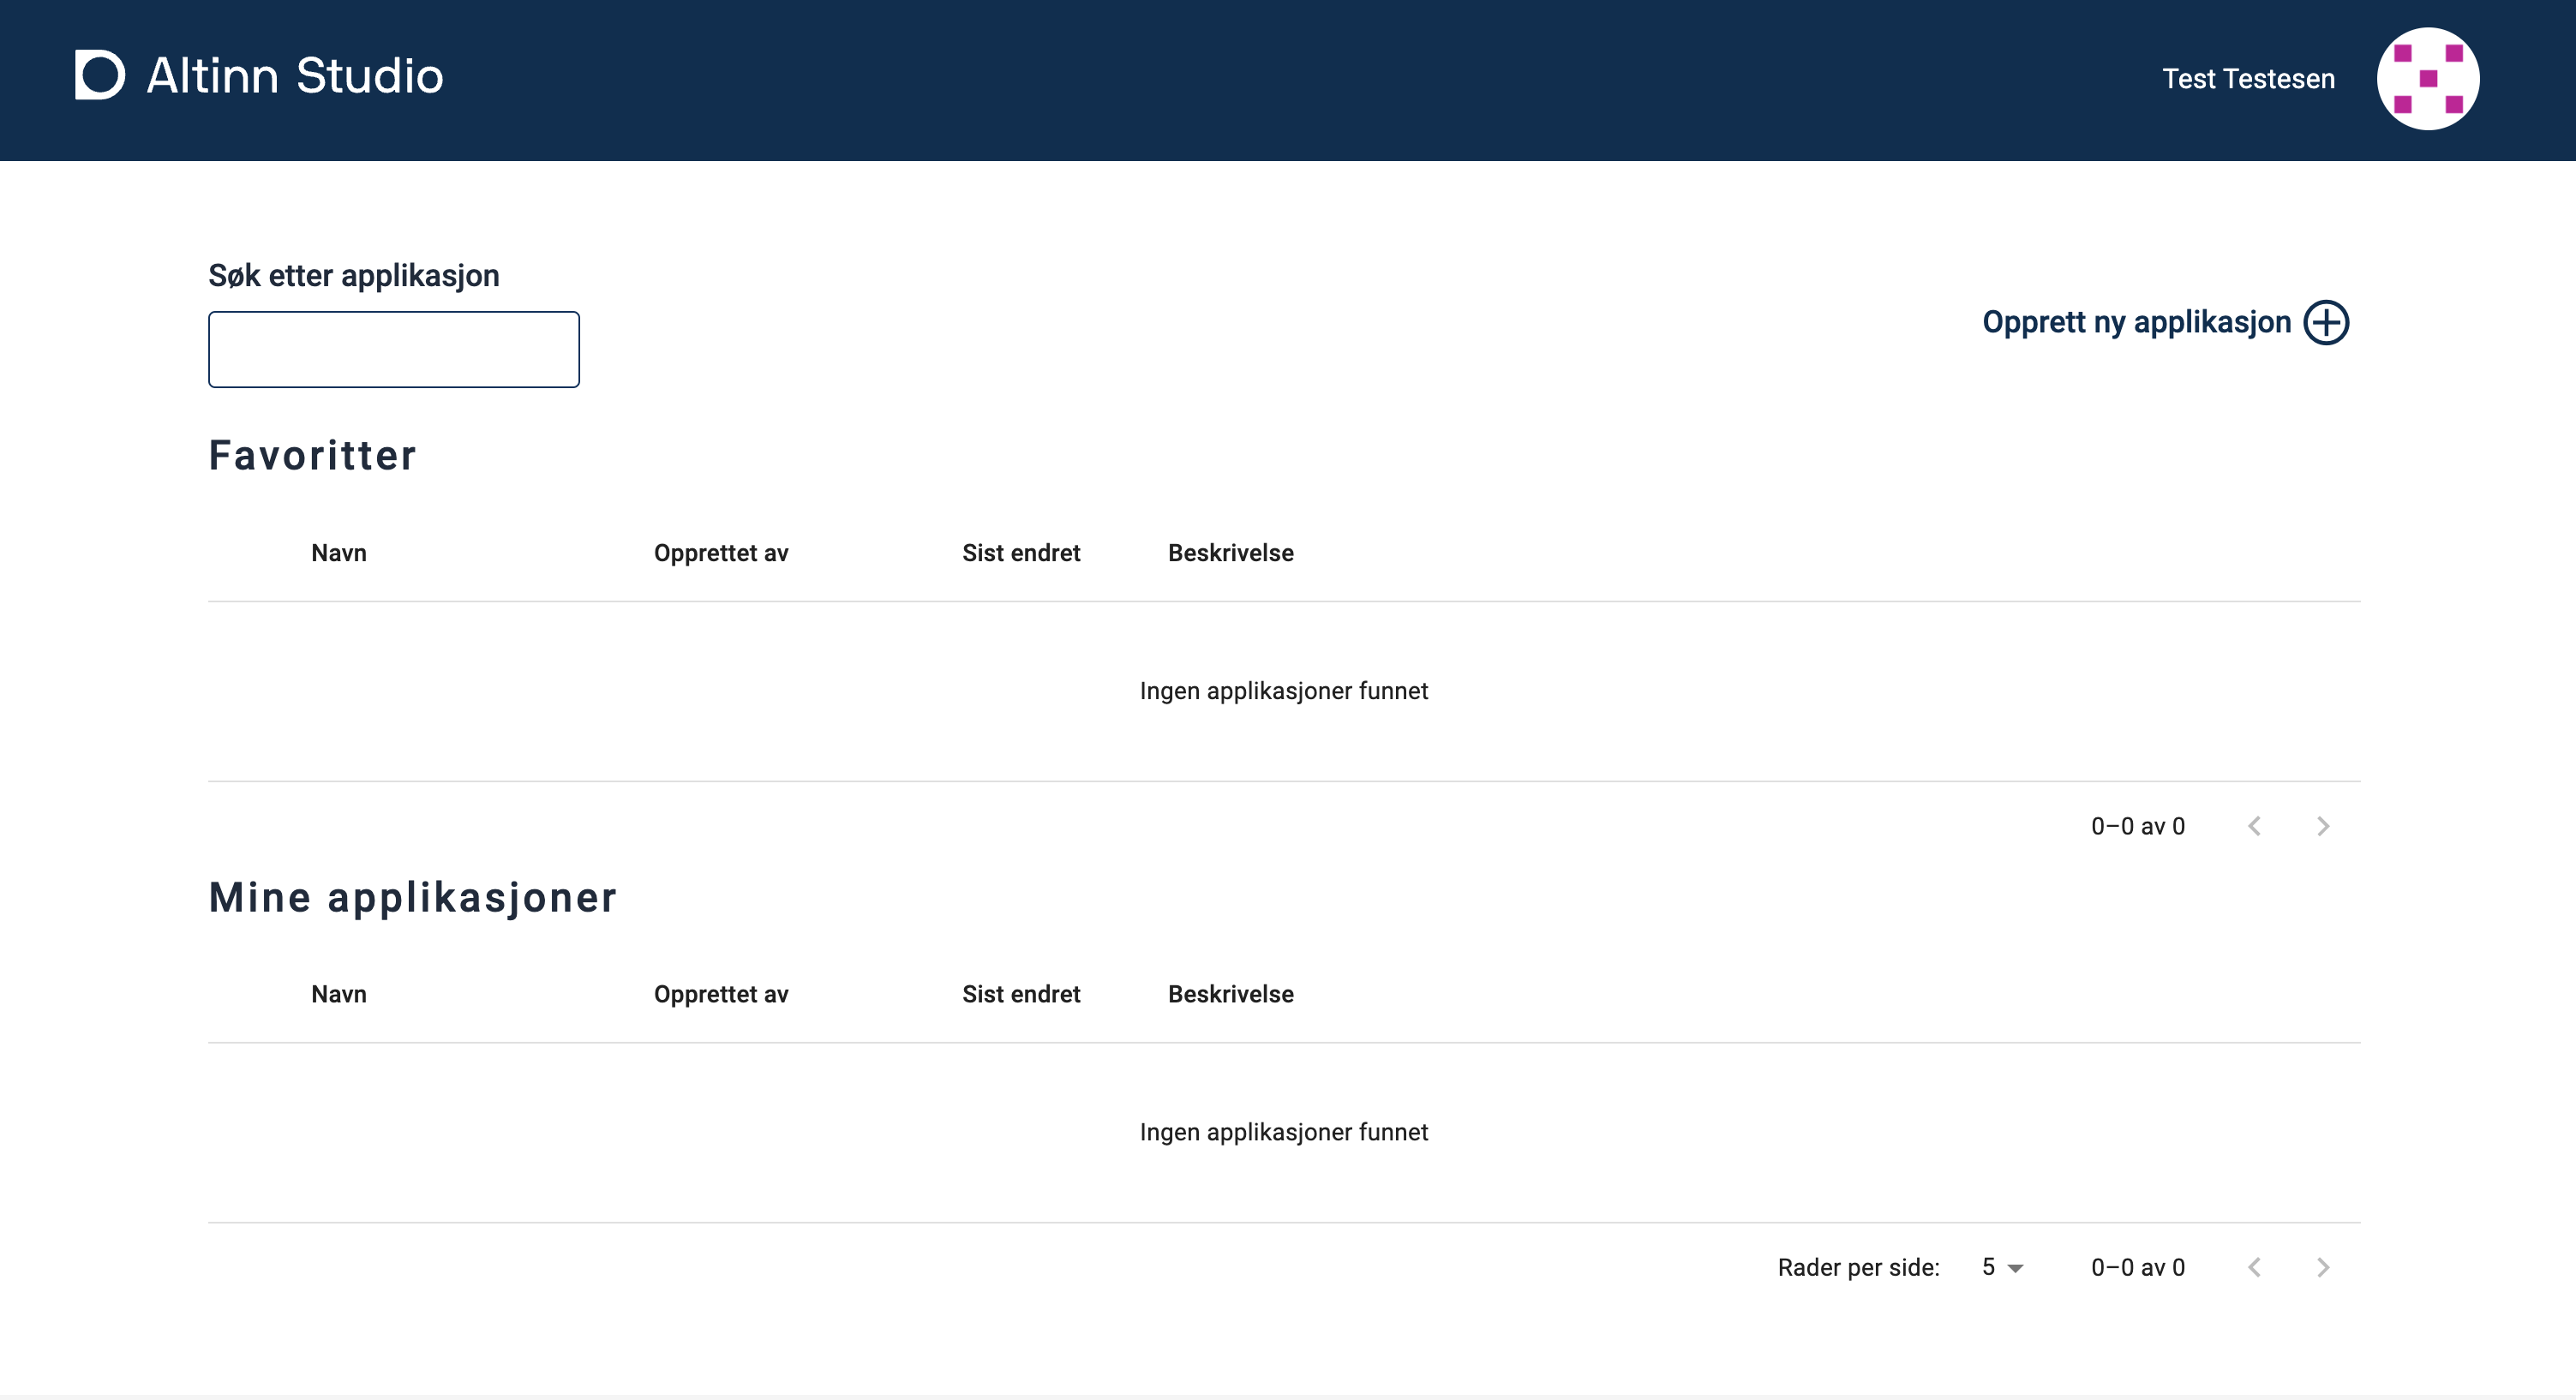 Altinn Studio
Test Testesen
Søk etter applikasjon
Opprett ny applikasjon
Favoritter
Navn Opprettet av Sist endret Beskrivelse
Ingen applikasjoner funnet
0–0 av 0
Mine applikasjoner
Navn Opprettet av Sist endret Beskrivelse
Ingen applikasjoner funnet
Rader per side: 5 0–0 av 0